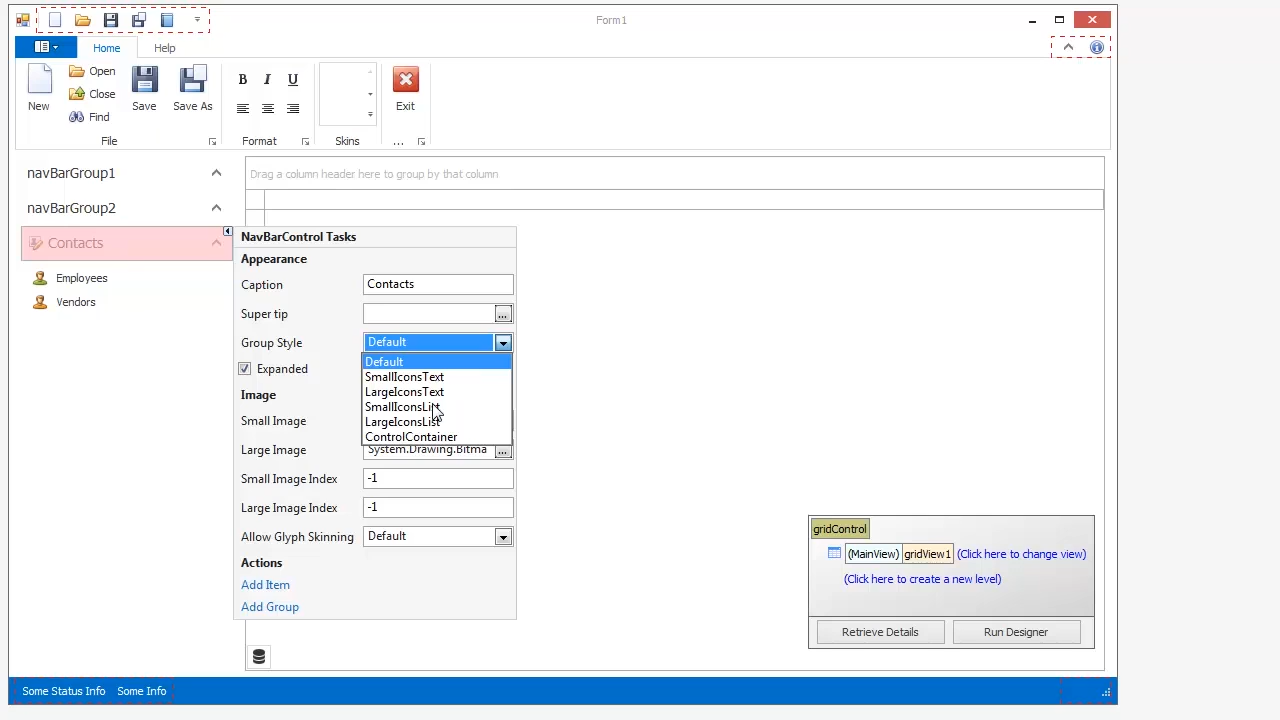 Form1
Home
Help
New
Open
Close
Find
Save
Save As
B I U
Exit
File
Format
Skins
...
navBarGroup1
navBarGroup2
Contacts
Employees
Vendors
Drag a column header here to group by that column
NavBarControl Tasks
Appearance
Caption
Contacts
Super tip
...
Group Style
Default
Default
SmallIconsText
LargeIconsText
SmallIconsList
LargeIconsList
ControlContainer
Expanded
Image
Small Image
Large Image
System.Drawing.Bitma
...
Small Image Index
-1
Large Image Index
-1
Allow Glyph Skinning
Default
Actions
Add Item
Add Group
gridControl
(MainView) gridView1 (Click here to change view)
(Click here to create a new level)
Retrieve Details
Run Designer
Some Status Info
Some Info